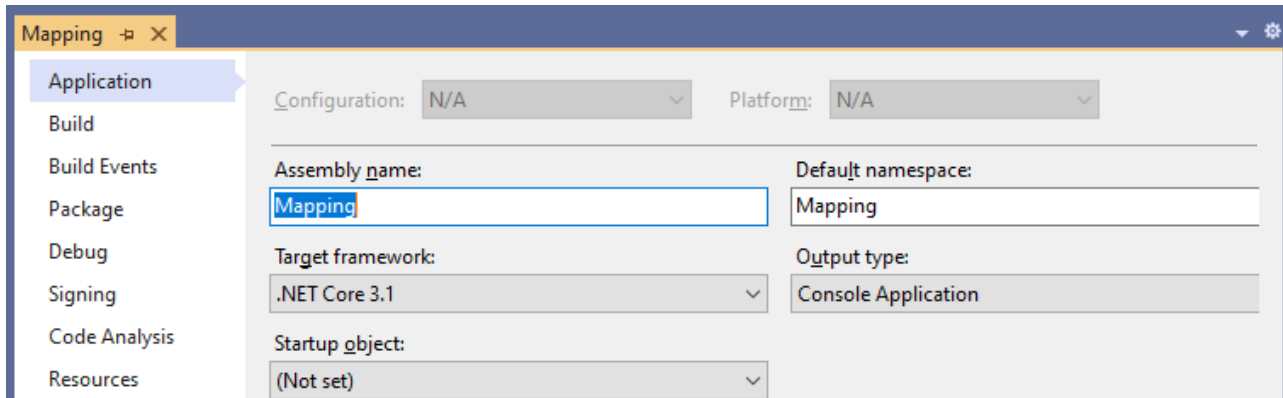 Mapping
Application
Build
Build Events
Package
Debug
Signing
Code Analysis
Resources
Configuration: N/A Platform: N/A
Assembly name: Default namespace:
Mapping Mapping
Target framework: Output type:
.NET Core 3.1 Console Application
Startup object:
(Not set)